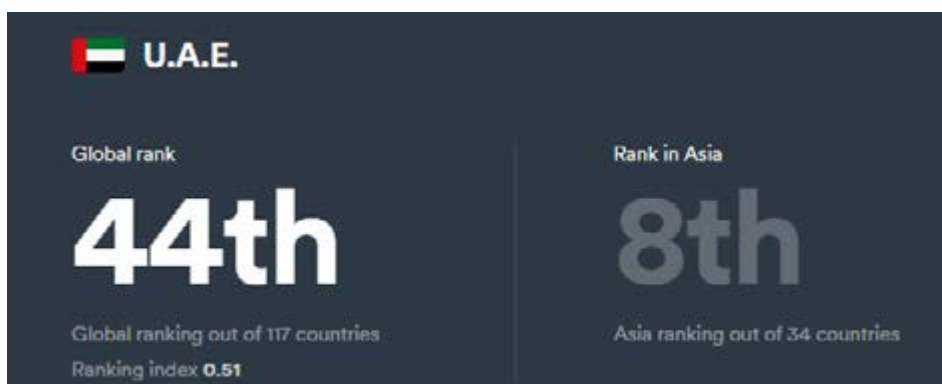 U.A.E.
Global rank
44th
Global ranking out of 117 countries
Ranking index 0.51
Rank in Asia
8th
Asia ranking out of 34 countries